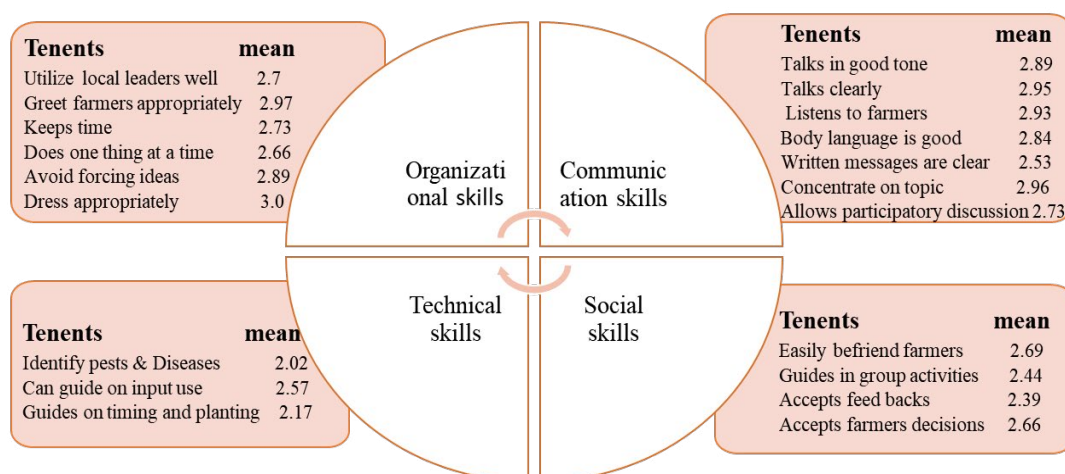 Tenents mean
Utilize local leaders well 2.7
Greet farmers appropriately 2.97
Keeps time 2.73
Does one thing at a time 2.66
Avoid forcing ideas 2.89
Dress appropriately 3.0
Tenents mean
Talks in good tone 2.89
Talks clearly 2.95
Listens to farmers 2.93
Body language is good 2.84
Written messages are clear 2.53
Concentrate on topic 2.96
Allows participatory discussion 2.73
Organizati
onal skills
Communic
ation skills
Technical
skills
Social
skills
Tenents mean
Identify pests & Diseases 2.02
Can guide on input use 2.57
Guides on timing and planting 2.17
Tenents mean
Easily befriend farmers 2.69
Guides in group activities 2.44
Accepts feed backs 2.39
Accepts farmers decisions 2.66